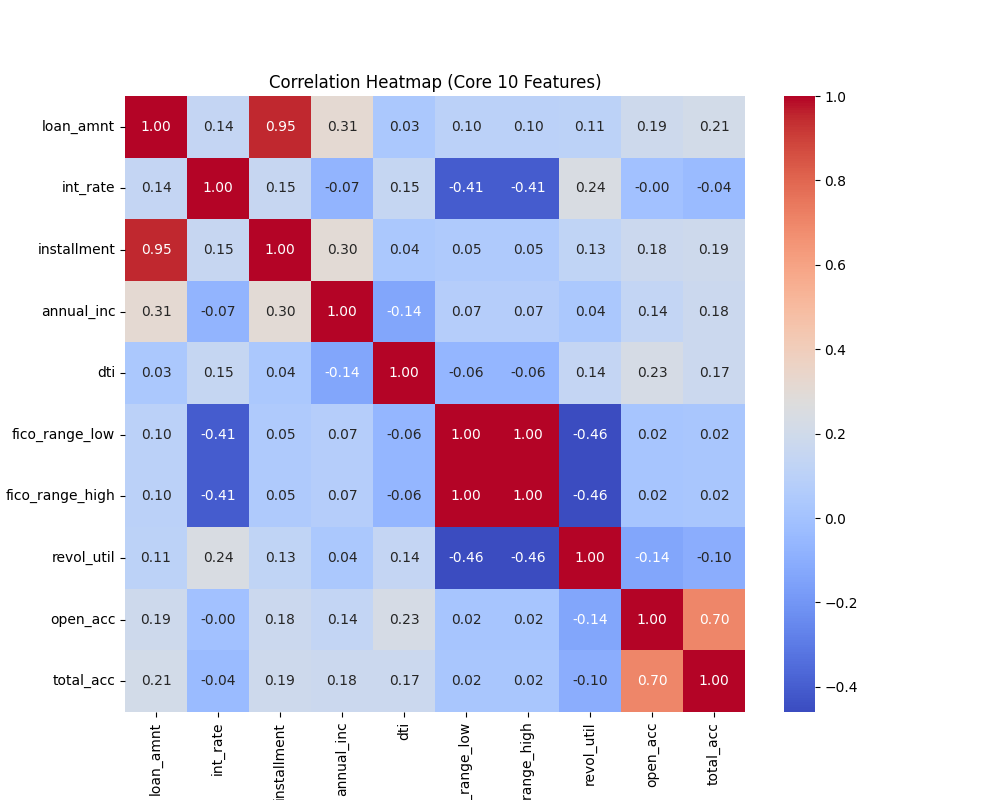 Correlation Heatmap (Core 10 Features)
loan_amnt 1.00 0.14 0.95 0.31 0.03 0.10 0.10 0.11 0.19 0.21
int_rate 0.14 1.00 0.15 -0.07 0.15 -0.41 -0.41 0.24 -0.00 -0.04
installment 0.95 0.15 1.00 0.30 0.04 0.05 0.05 0.13 0.18 0.19
annual_inc 0.31 -0.07 0.30 1.00 -0.14 0.07 0.07 0.04 0.14 0.18
dti 0.03 0.15 0.04 -0.14 1.00 -0.06 -0.06 0.14 0.23 0.17
fico_range_low 0.10 -0.41 0.05 0.07 -0.06 1.00 1.00 -0.46 0.02 0.02
fico_range_high 0.10 -0.41 0.05 0.07 -0.06 1.00 1.00 -0.46 0.02 0.02
revol_util 0.11 0.24 0.13 0.04 0.14 -0.46 -0.46 1.00 -0.14 -0.10
open_acc 0.19 -0.00 0.18 0.14 0.23 0.02 0.02 -0.14 1.00 0.70
total_acc 0.21 -0.04 0.19 0.18 0.17 0.02 0.02 -0.10 0.70 1.00
loan_amnt
int_rate
installment
annual_inc
dti
_range_low
range_high
revol_util
open_acc
total_acc
1.0
0.8
0.6
0.4
0.2
0.0
−0.2
−0.4